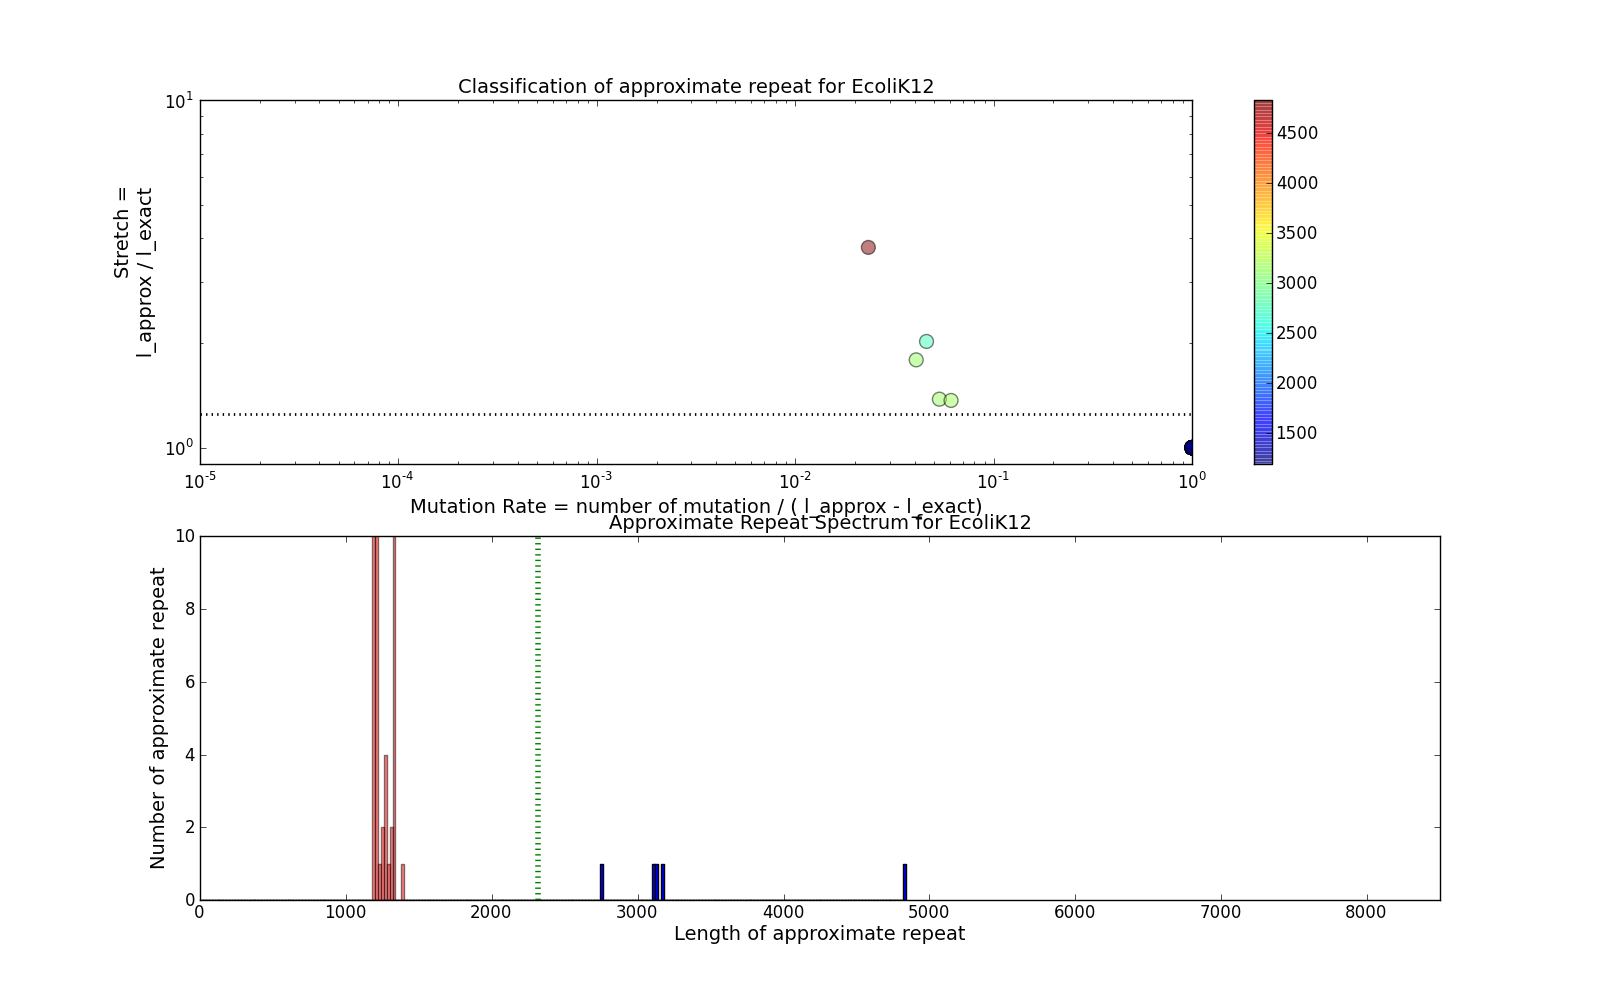 Classification of approximate repeat for EcoliK12
10^1
10^0
Stretch =
l_approx / l_exact
10^-5 10^-4 10^-3 10^-2 10^-1 10^0
Mutation Rate = number of mutation / ( l_approx - l_exact)
4500
4000
3500
3000
2500
2000
1500
Approximate Repeat Spectrum for EcoliK12
10
8
6
4
2
0
Number of approximate repeat
0 1000 2000 3000 4000 5000 6000 7000 8000
Length of approximate repeat